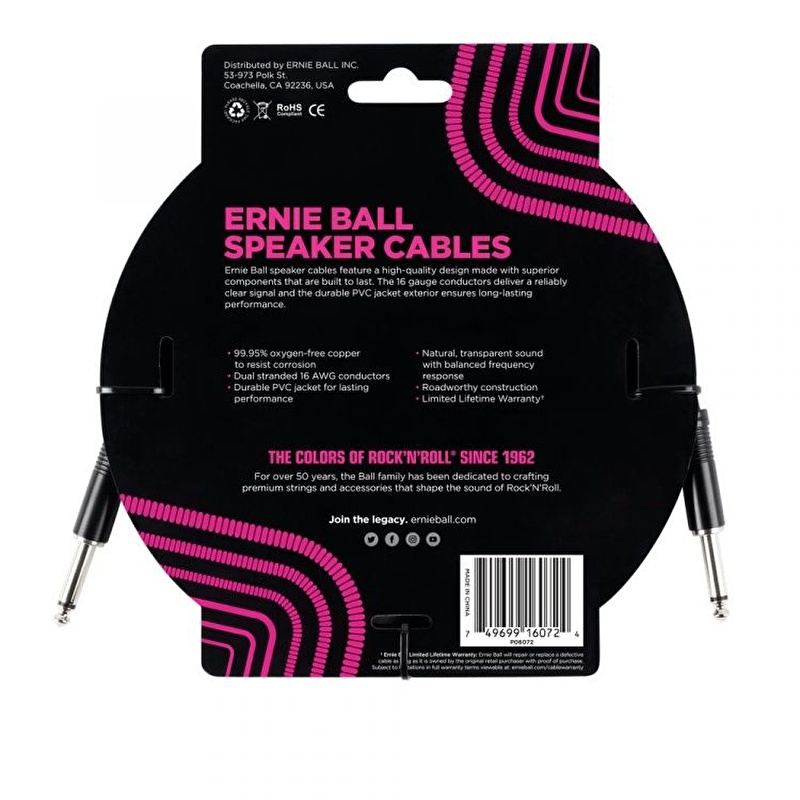 Distributed by ERNIE BALL INC.
53-973 Polk St.
Coachella, CA 92236, USA
RoHS
Compliant
CE
ERNIE BALL
SPEAKER CABLES
Ernie Ball speaker cables feature a high-quality design made with superior
components that are built to last. The 16 gauge conductors deliver a reliably
clear signal and the durable PVC jacket exterior ensures long-lasting
performance.
• 99.95% oxygen-free copper
to resist corrosion
• Dual stranded 16 AWG conductors
• Durable PVC jacket for lasting
performance
• Natural, transparent sound
with balanced frequency
response
• Roadworthy construction
• Limited Lifetime Warranty†
THE COLORS OF ROCK'N'ROLL® SINCE 1962
For over 50 years, the Ball family has been dedicated to crafting
premium strings and accessories that shape the sound of Rock'N'Roll.
Join the legacy. ernieball.com
MADE IN CHINA
7 49699 16072 4
P06072
† Ernie Ball Limited Lifetime Warranty: Ernie Ball will repair or replace a defective
cable as long as it is owned by the original retail purchaser with proof of purchase.
Subject to in full warranty terms viewable at: ernieball.com/cablewarranty